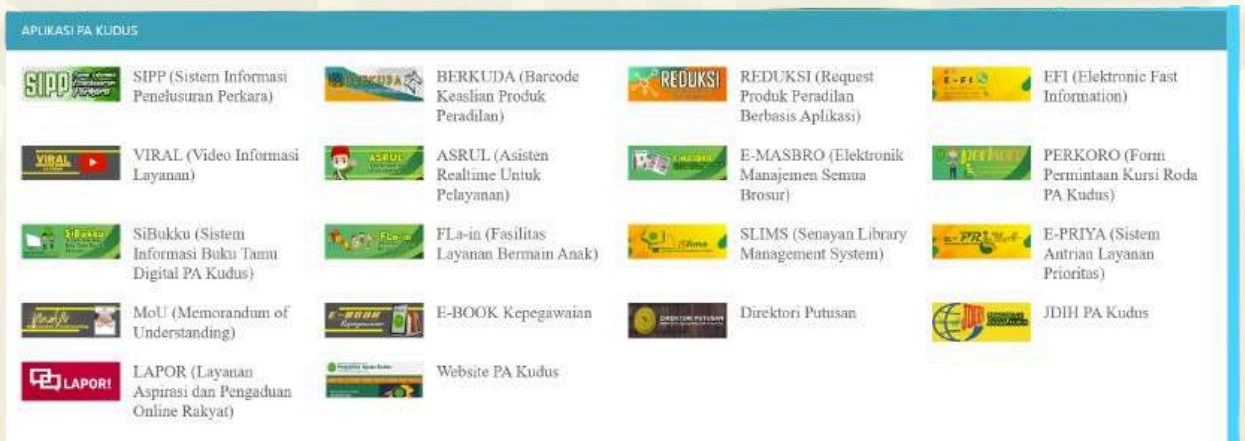 APLIKASI PA KUDUS
SIPP
SIPP (Sistem Informasi
Penelusuran Perkara)
BERKUDA
BERKUDA (Barcode
Keaslian Produk
Peradilan)
REDUKSI
REDUKSI (Request
Produk Peradilan
Berbasis Aplikasi)
E-FI
EFI (Elektronic Fast
Information)
VIRAL
VIRAL (Video Informasi
Layanan)
ASRUL
ASRUL (Asisten
Realtime Untuk
Pelayanan)
E-MASBRO
E-MASBRO (Elektronik
Manajemen Semua
Brosur)
perkoro
PERKORO (Form
Permintaan Kursi Roda
PA Kudus)
SiBukku
SiBukku (Sistem
Informasi Buku Tamu
Digital PA Kudus)
FLa-in
FLa-in (Fasilitas
Layanan Bermain Anak)
Slims
SLIMS (Senayan Library
Management System)
E-PRIYA (Sistem
Antrian Layanan
Prioritas)
MoU
MoU (Memorandum of
Understanding)
E-BOOK
Kepegawaian
E-BOOK Kepegawaian
DIREKTORI PUTUSAN
Direktori Putusan
JDIH
JDIH PA Kudus
LAPOR!
LAPOR (Layanan
Aspirasi dan Pengaduan
Online Rakyat)
Website PA Kudus